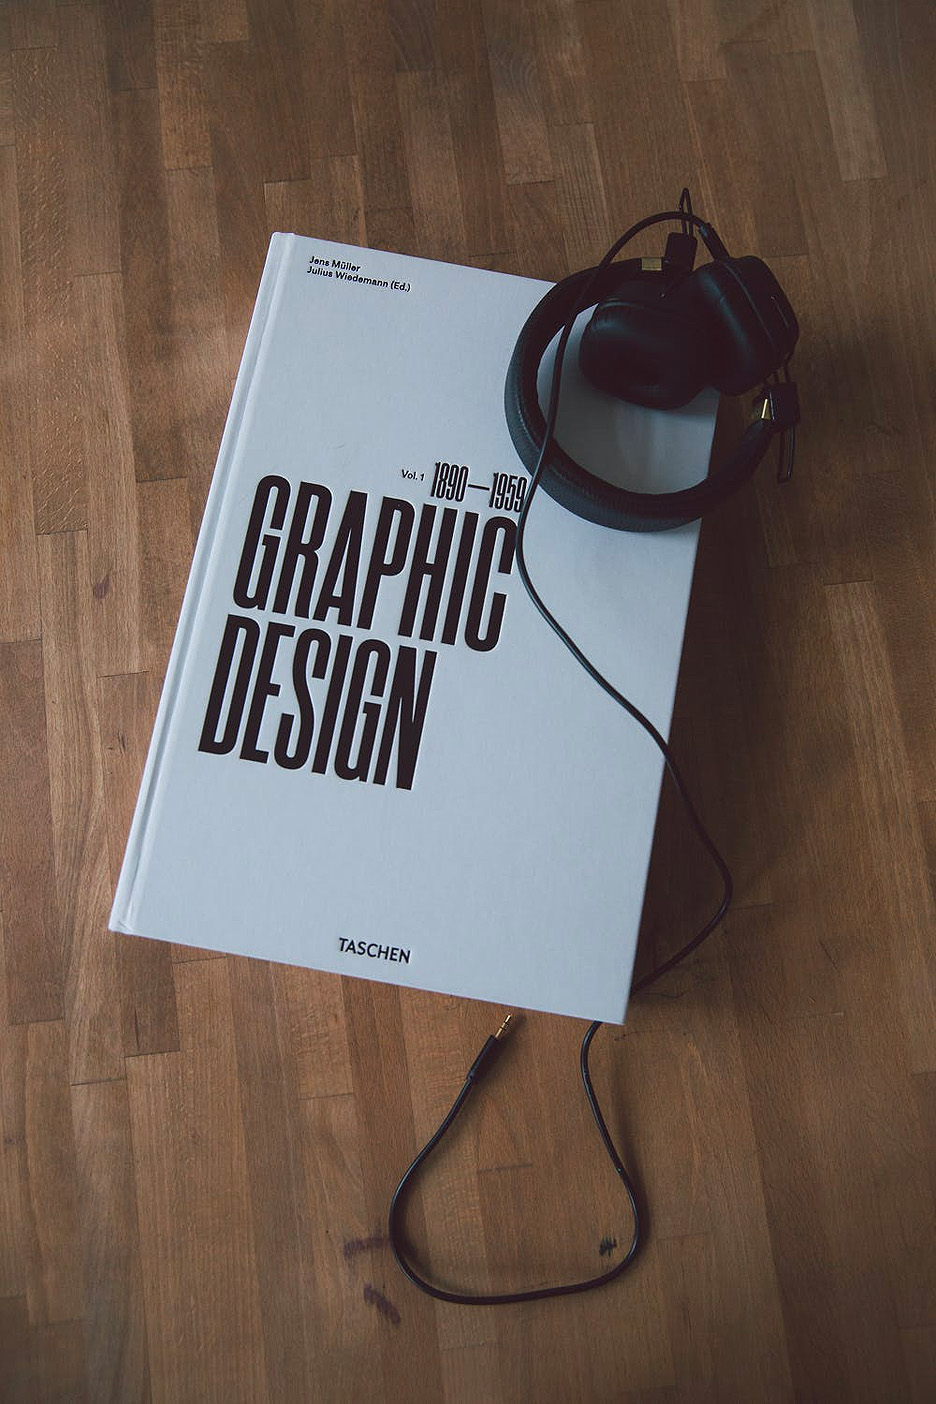 Jens Müller
Julius Wiedemann (Ed.)
Vol. 1 1890—1959
GRAPHIC
DESIGN
TASCHEN